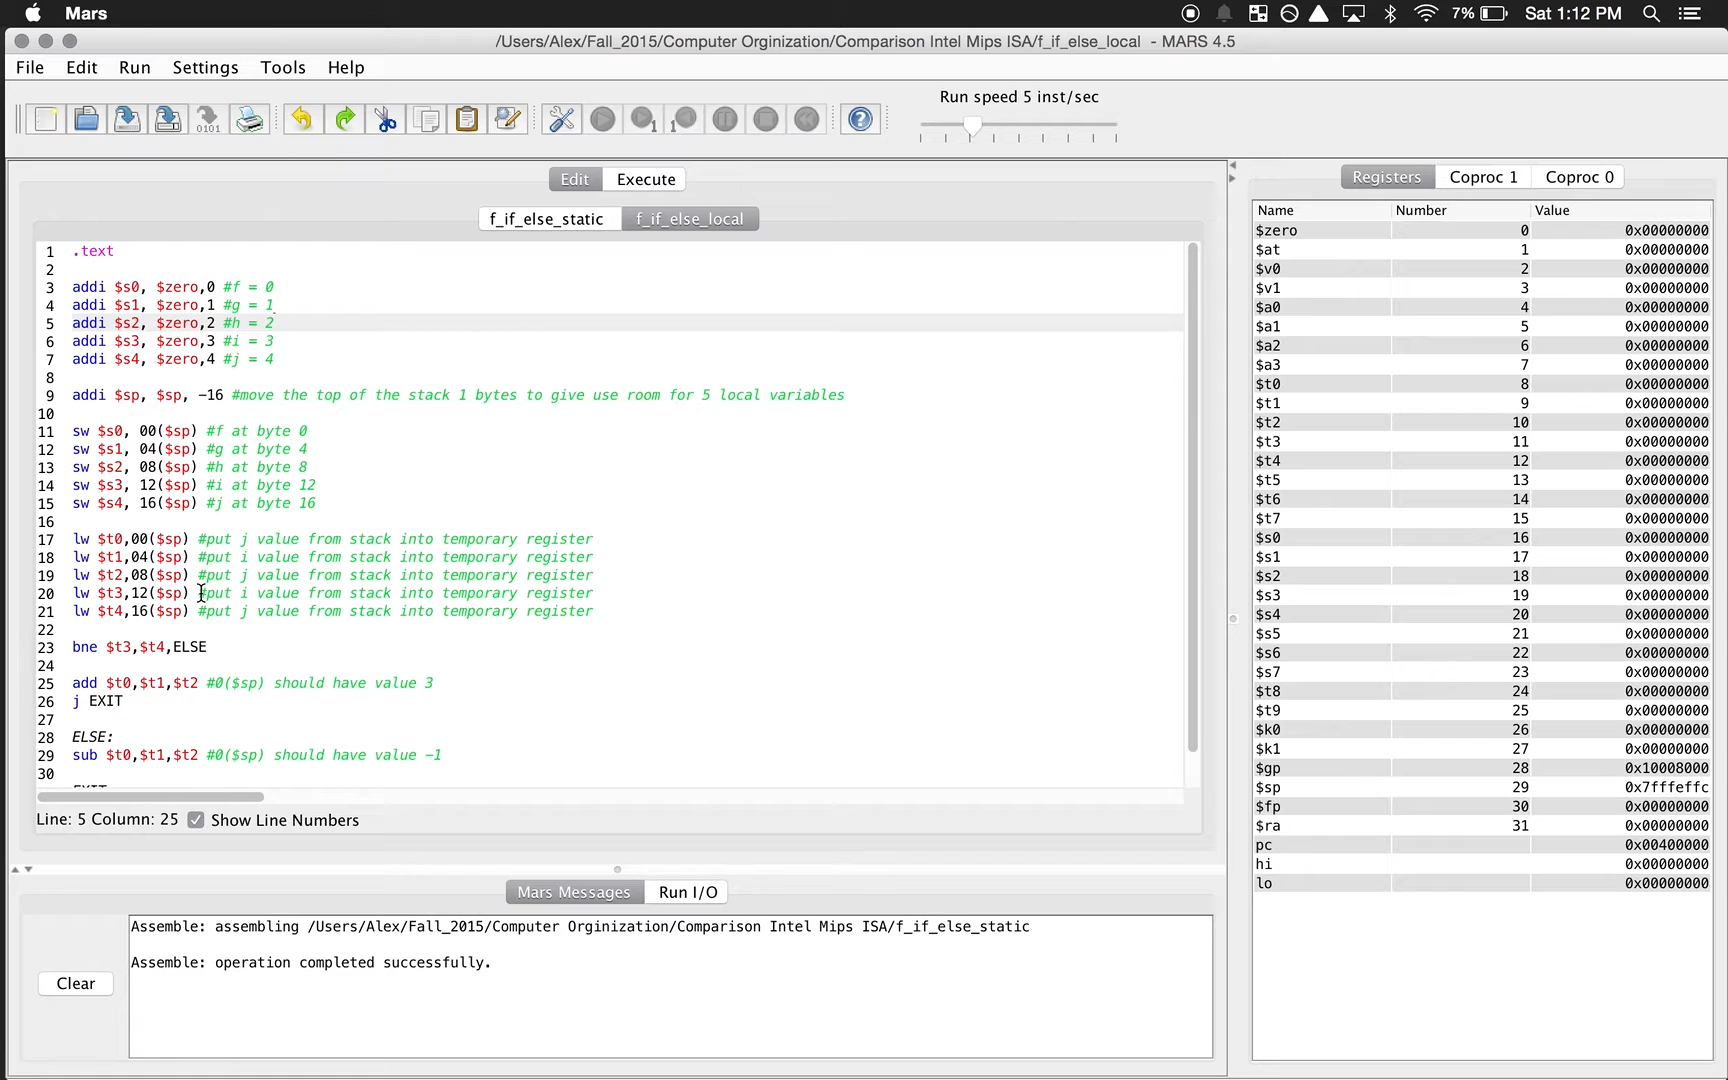 Mars
7%
Sat 1:12 PM
/Users/Alex/Fall_2015/Computer Orginization/Comparison Intel Mips ISA/f_if_else_local - MARS 4.5
File Edit Run Settings Tools Help
Run speed 5 inst/sec
0101
1
1
Edit Execute
f_if_else_static f_if_else_local
1 .text
2
3 addi $s0, $zero,0 #f = 0
4 addi $s1, $zero,1 #g = 1
5 addi $s2, $zero,2 #h = 2
6 addi $s3, $zero,3 #i = 3
7 addi $s4, $zero,4 #j = 4
8
9 addi $sp, $sp, -16 #move the top of the stack 1 bytes to give use room for 5 local variables
10
11 sw $s0, 00($sp) #f at byte 0
12 sw $s1, 04($sp) #g at byte 4
13 sw $s2, 08($sp) #h at byte 8
14 sw $s3, 12($sp) #i at byte 12
15 sw $s4, 16($sp) #j at byte 16
16
17 lw $t0,00($sp) #put j value from stack into temporary register
18 lw $t1,04($sp) #put i value from stack into temporary register
19 lw $t2,08($sp) #put j value from stack into temporary register
20 lw $t3,12($sp) #put i value from stack into temporary register
21 lw $t4,16($sp) #put j value from stack into temporary register
22
23 bne $t3,$t4,ELSE
24
25 add $t0,$t1,$t2 #0($sp) should have value 3
26 j EXIT
27
28 ELSE:
29 sub $t0,$t1,$t2 #0($sp) should have value -1
30
Line: 5 Column: 25 Show Line Numbers
Mars Messages Run I/O
Clear
Assemble: assembling /Users/Alex/Fall_2015/Computer Orginization/Comparison Intel Mips ISA/f_if_else_static
Assemble: operation completed successfully.
Registers Coproc 1 Coproc 0
Name Number Value
$zero 0 0x00000000
$at 1 0x00000000
$v0 2 0x00000000
$v1 3 0x00000000
$a0 4 0x00000000
$a1 5 0x00000000
$a2 6 0x00000000
$a3 7 0x00000000
$t0 8 0x00000000
$t1 9 0x00000000
$t2 10 0x00000000
$t3 11 0x00000000
$t4 12 0x00000000
$t5 13 0x00000000
$t6 14 0x00000000
$t7 15 0x00000000
$s0 16 0x00000000
$s1 17 0x00000000
$s2 18 0x00000000
$s3 19 0x00000000
$s4 20 0x00000000
$s5 21 0x00000000
$s6 22 0x00000000
$s7 23 0x00000000
$t8 24 0x00000000
$t9 25 0x00000000
$k0 26 0x00000000
$k1 27 0x00000000
$gp 28 0x10008000
$sp 29 0x7fffeffc
$fp 30 0x00000000
$ra 31 0x00000000
pc 0x00400000
hi 0x00000000
lo 0x00000000